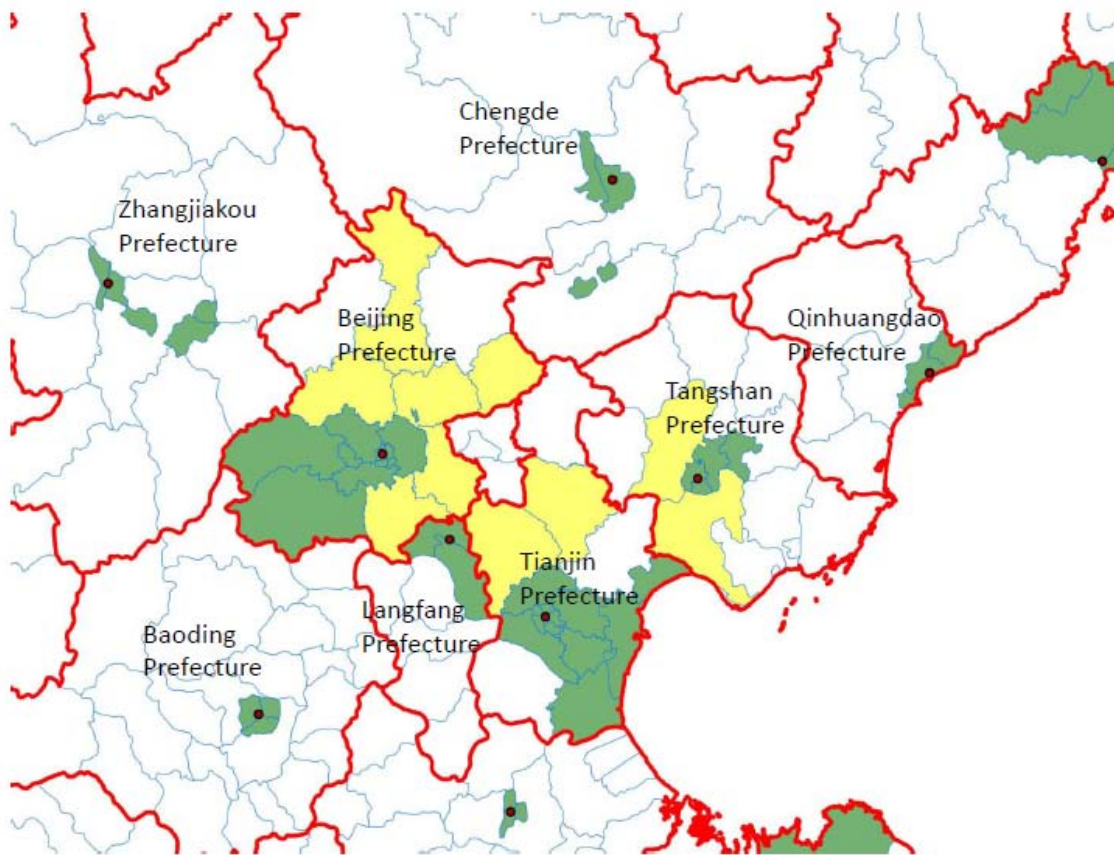 Chengde
Prefecture
Zhangjiakou
Prefecture
Beijing
Prefecture
Qinhuangdao
Prefecture
Tangshan
Prefecture
Tianjin
Prefecture
Langfang
Prefecture
Baoding
Prefecture